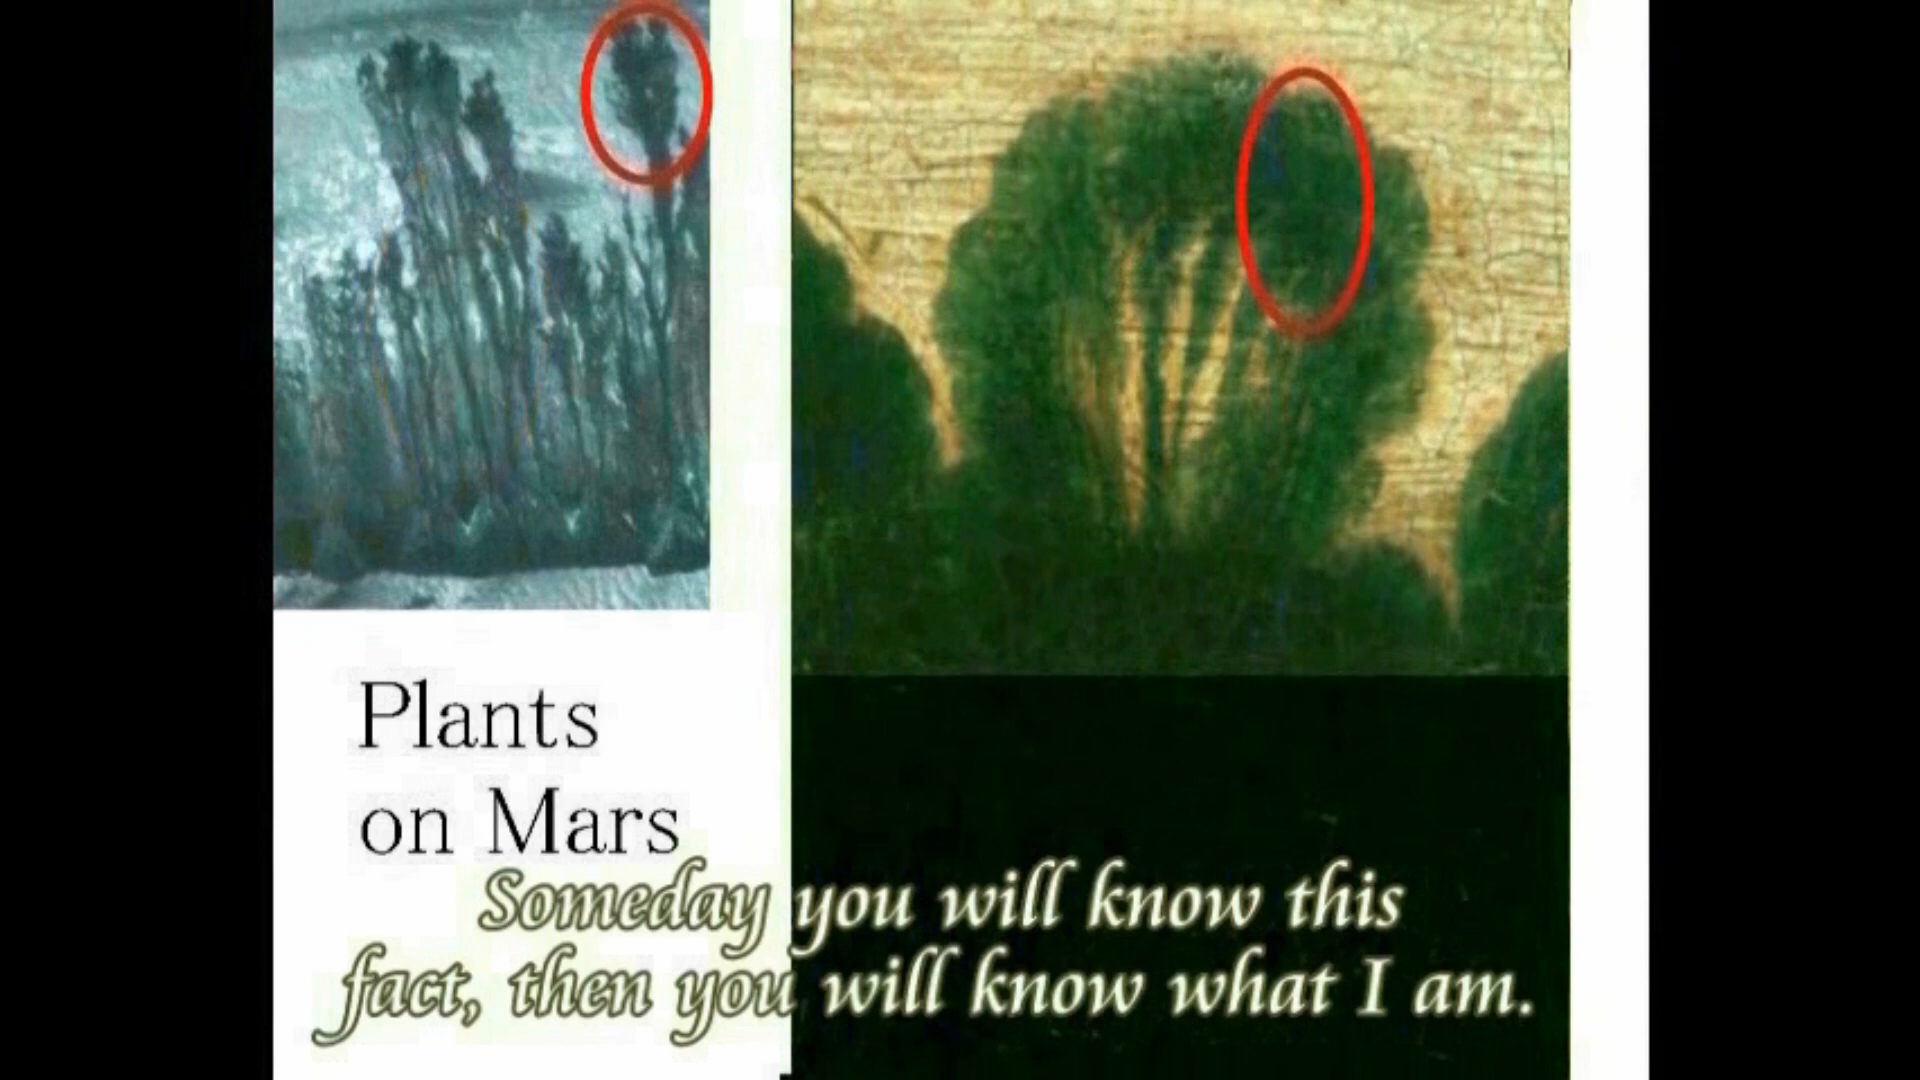 Plants
on Mars
Someday you will know this
fact, then you will know what I am.